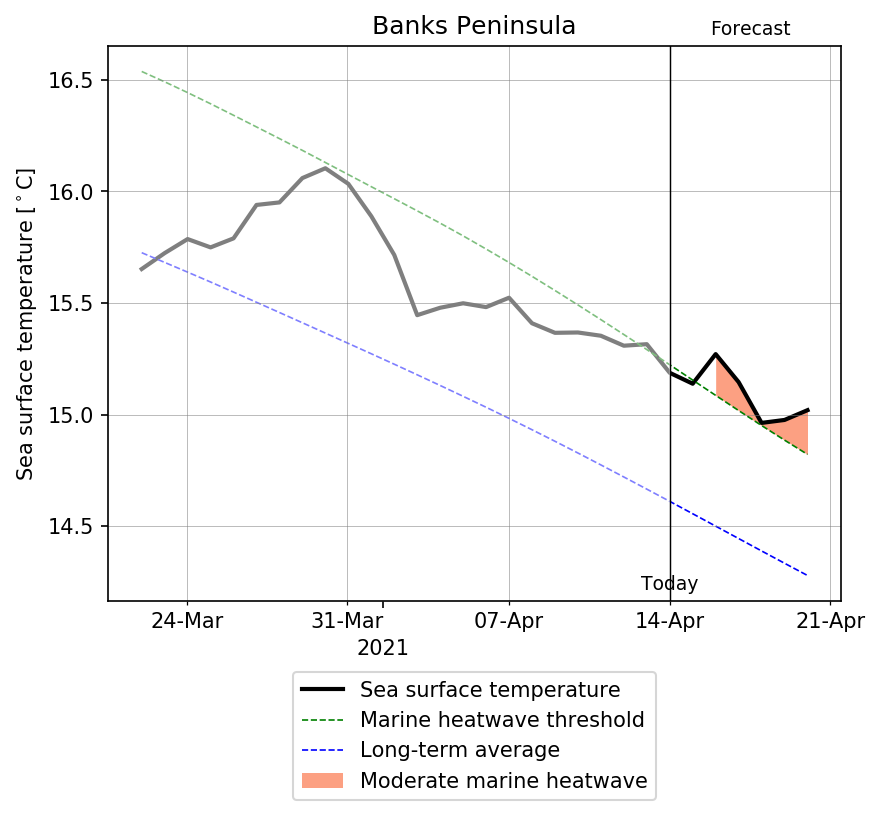 Banks Peninsula
Forecast
Sea surface temperature [°C]
16.5
16.0
15.5
15.0
14.5
Today
24-Mar 31-Mar 07-Apr 14-Apr 21-Apr
2021
Sea surface temperature
Marine heatwave threshold
Long-term average
Moderate marine heatwave